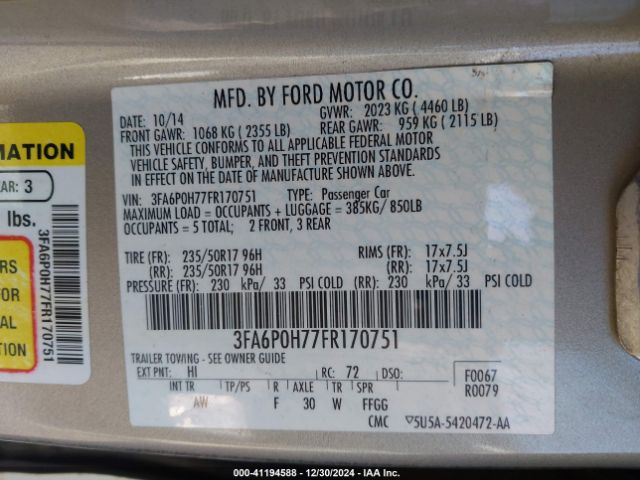 MFD. BY FORD MOTOR CO.
DATE: 10/14 GVWR: 2023 KG ( 4460 LB)
FRONT GAWR: 1068 KG ( 2355 LB) REAR GAWR: 959 KG ( 2115 LB)
THIS VEHICLE CONFORMS TO ALL APPLICABLE FEDERAL MOTOR
VEHICLE SAFETY, BUMPER, AND THEFT PREVENTION STANDARDS
IN EFFECT ON THE DATE OF MANUFACTURE SHOWN ABOVE.
VIN: 3FA6P0H77FR170751 TYPE: Passenger Car
MAXIMUM LOAD = OCCUPANTS + LUGGAGE = 385KG/ 850LB
OCCUPANTS = 5 TOTAL; 2 FRONT, 3 REAR
TIRE (FR): 235/50R17 96H RIMS (FR): 17x7.5J
(RR): 235/50R17 96H (RR): 17x7.5J
PRESSURE (FR): 230 kPa/ 33 PSI COLD (RR): 230 kPa/ 33 PSI COLD
3FA6P0H77FR170751
TRAILER TOWING - SEE OWNER GUIDE
EXT PNT: HI RC: 72 DSO: F0067
INT TR TP/PS R AXLE TR SPR R0079
AW F 30 W FFGG
CMC ▽5U5A-5420472-AA
MATION
AR: 3
lbs.
RS
FOR
AL
ION
3FA6P0H77FR170751
000-41194588 - 12/30/2024 - IAA Inc.